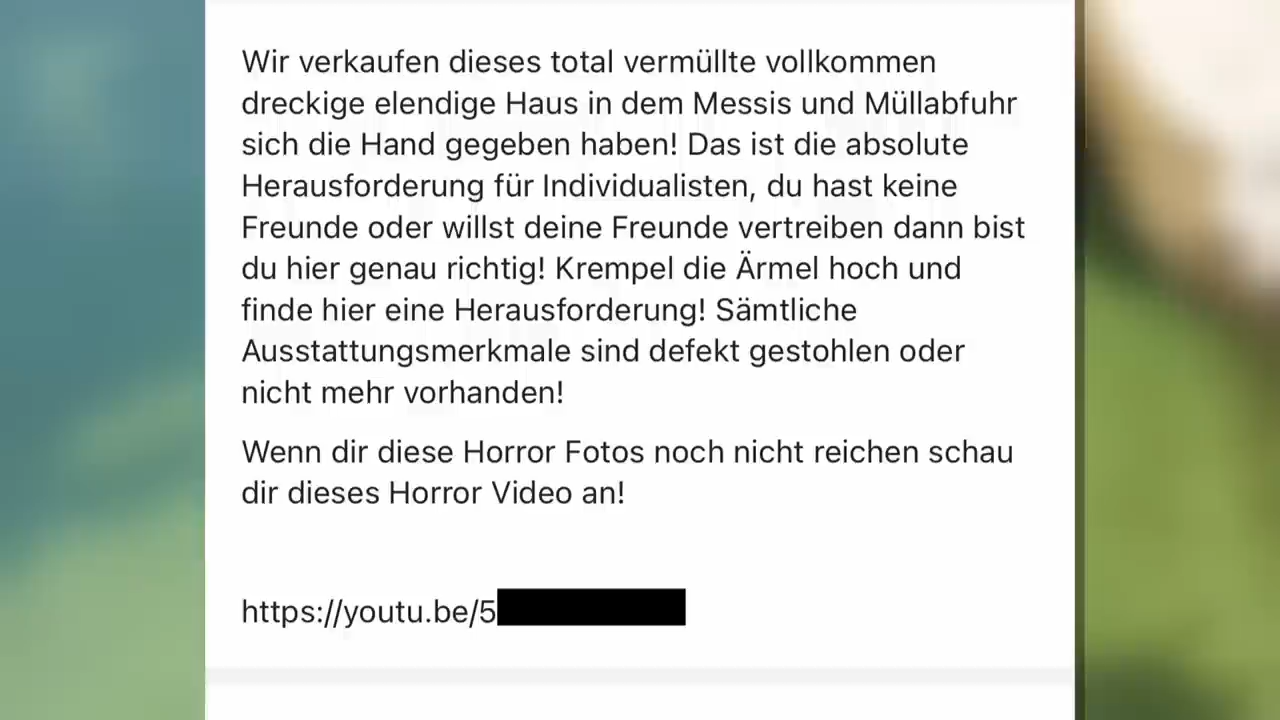 Wir verkaufen dieses total vermüllte vollkommen
dreckige elendige Haus in dem Messis und Müllabfuhr
sich die Hand gegeben haben! Das ist die absolute
Herausforderung für Individualisten, du hast keine
Freunde oder willst deine Freunde vertreiben dann bist
du hier genau richtig! Krempel die Ärmel hoch und
finde hier eine Herausforderung! Sämtliche
Ausstattungsmerkmale sind defekt gestohlen oder
nicht mehr vorhanden!
Wenn dir diese Horror Fotos noch nicht reichen schau
dir dieses Horror Video an!
https://youtu.be/5